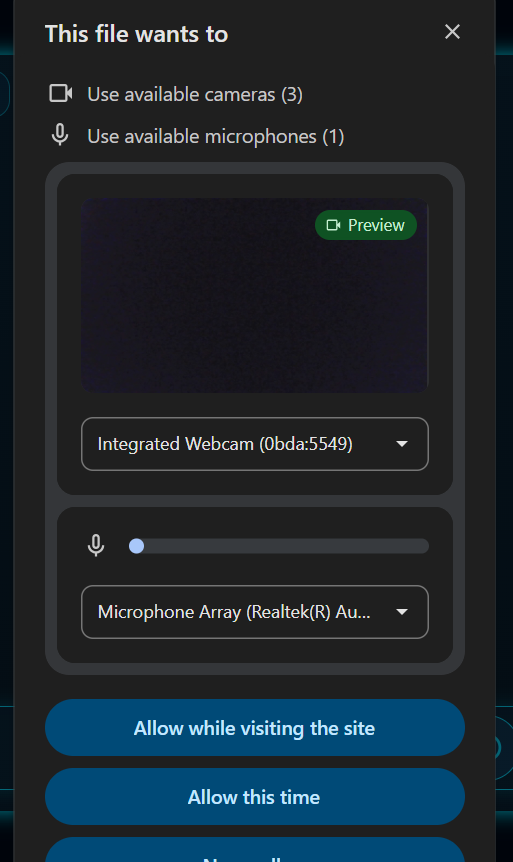 This file wants to
Use available cameras (3)
Use available microphones (1)
Preview
Integrated Webcam (0bda:5549)
Microphone Array (Realtek(R) Au...
Allow while visiting the site
Allow this time